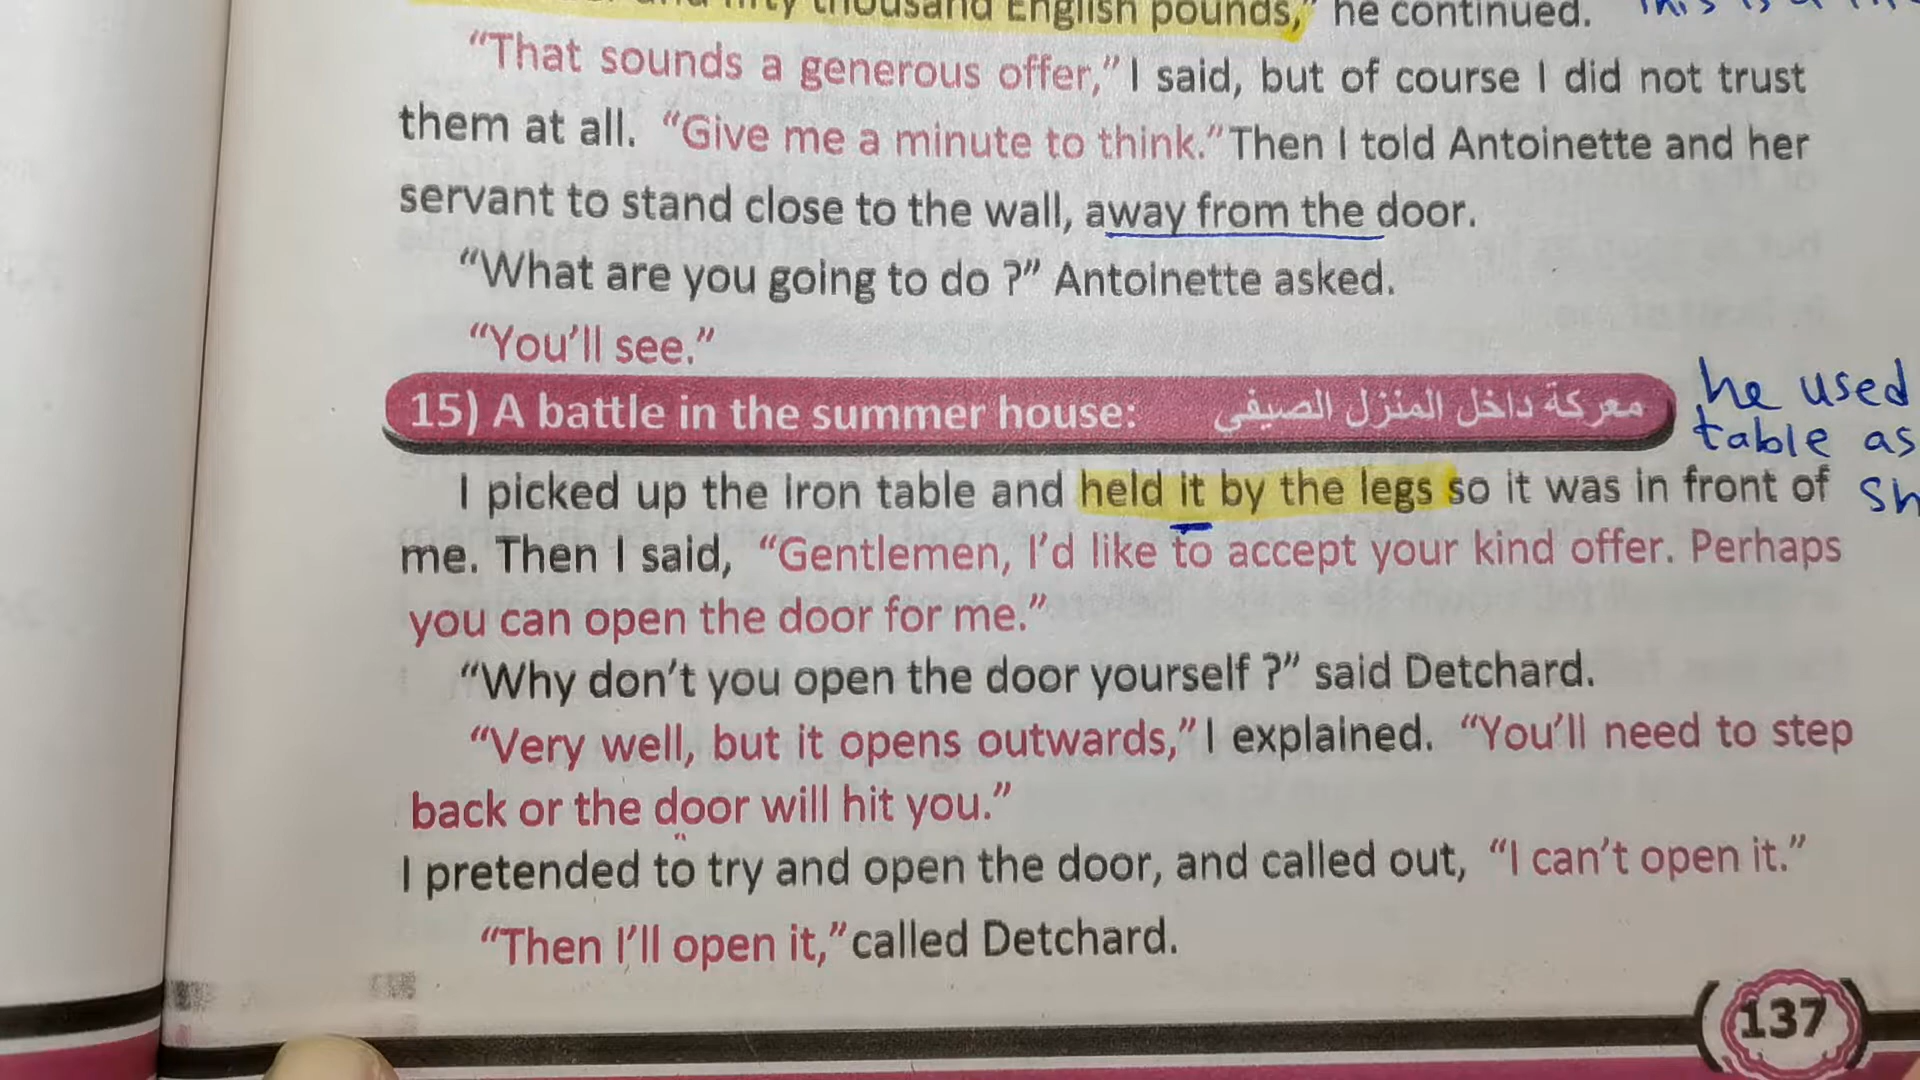 thousand English pounds," he continued. This is a
"That sounds a generous offer," I said, but of course I did not trust
them at all. "Give me a minute to think." Then I told Antoinette and her
servant to stand close to the wall, away from the door.
"What are you going to do ?" Antoinette asked.
"You'll see."
15) A battle in the summer house: معركة داخل المنزل الصيفي
he used
table as
I picked up the iron table and held it by the legs so it was in front of
me. Then I said, "Gentlemen, I'd like to accept your kind offer. Perhaps
you can open the door for me."
"Why don't you open the door yourself ?" said Detchard.
"Very well, but it opens outwards," I explained. "You'll need to step
back or the door will hit you."
I pretended to try and open the door, and called out, "I can't open it."
"Then I'll open it," called Detchard.
137